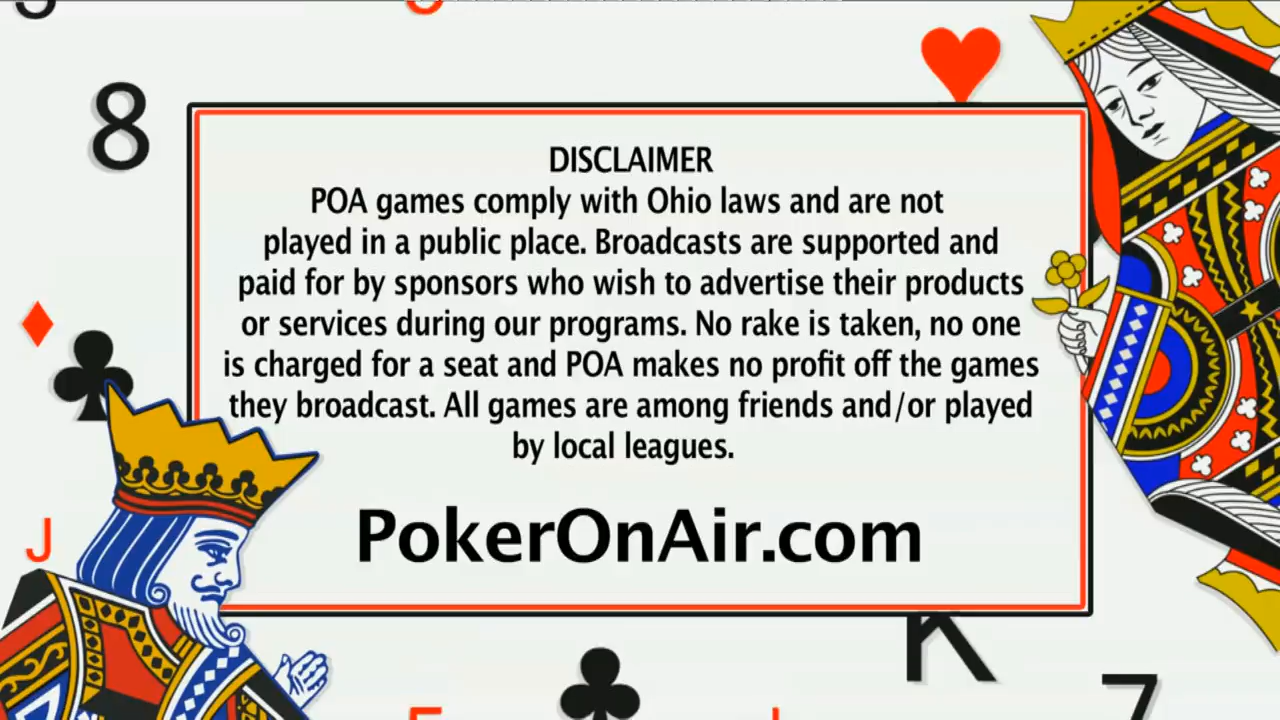 8
DISCLAIMER
POA games comply with Ohio laws and are not
played in a public place. Broadcasts are supported and
paid for by sponsors who wish to advertise their products
or services during our programs. No rake is taken, no one
is charged for a seat and POA makes no profit off the games
they broadcast. All games are among friends and/or played
by local leagues.
PokerOnAir.com
J
K
7